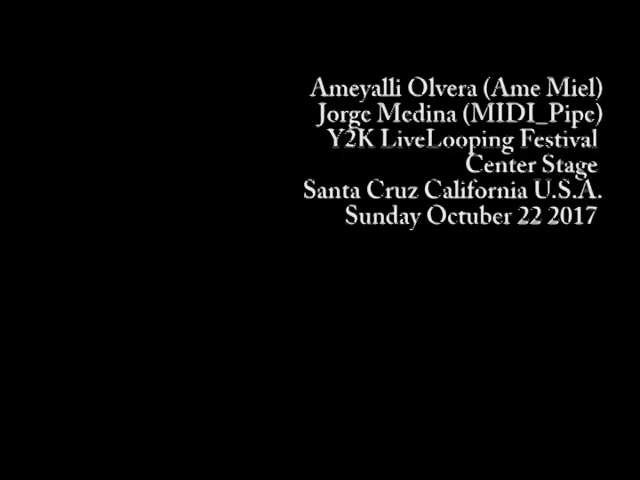 Ameyalli Olvera (Ame Miel)
Jorge Medina (MIDI_Pipe)
Y2K LiveLooping Festival
Center Stage
Santa Cruz California U.S.A.
Sunday Octuber 22 2017